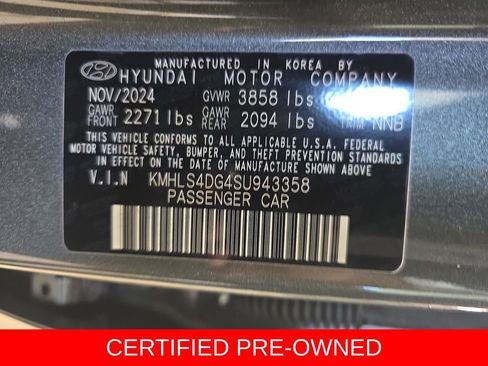 MANUFACTURED IN KOREA BY
HYUNDAI MOTOR COMPANY
NOV/2024 GVWR 3858 lbs
GAWR FRONT 2271 lbs GAWR REAR 2094 lbs TRIM NNB
THIS VEHICLE CONFORMS TO ALL APPLICABLE U.S.A. FEDERAL
MOTOR VEHICLE SAFETY, BUMPER, AND THEFT PREVENTION STANDARDS
IN EFFECT ON THE DATE OF MANUFACTURE SHOWN ABOVE.
V.I.N KMHLS4DG4SU943358
PASSENGER CAR
CERTIFIED PRE-OWNED